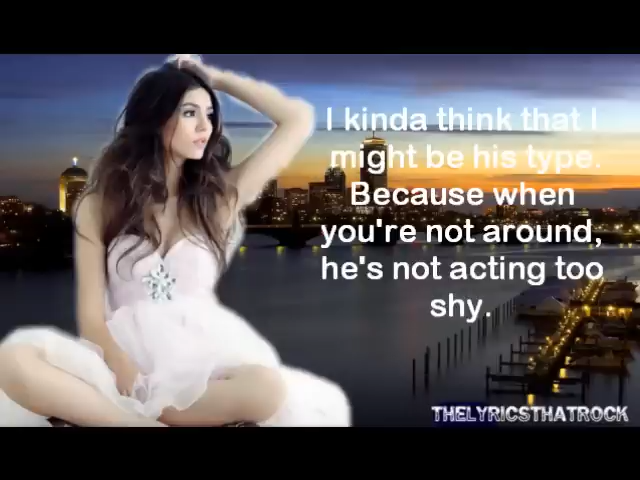 I kinda think that I
might be his type.
Because when
you're not around,
he's not acting too
shy.
THELYRICSTHATROCK